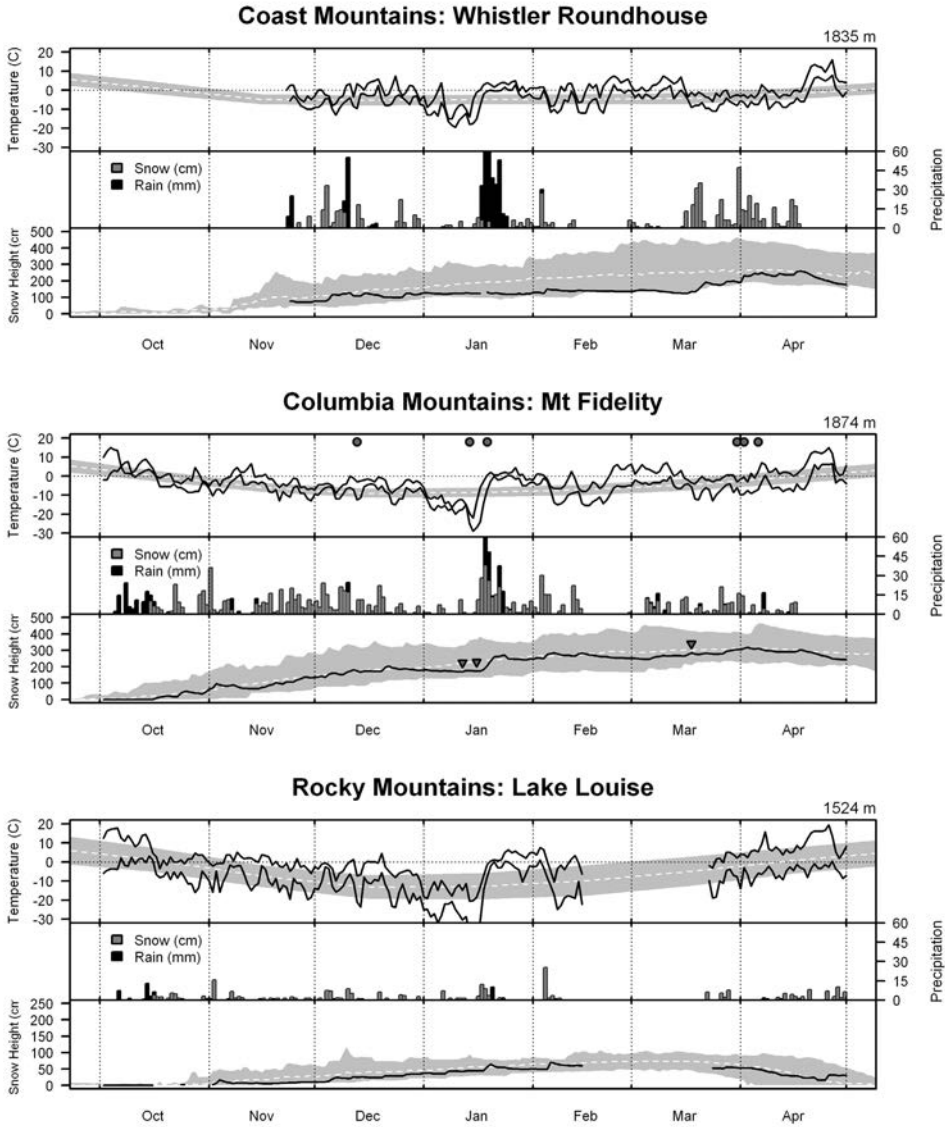 Coast Mountains: Whistler Roundhouse
1835 m
Temperature (C)
20
10
0
-10
-20
-30
Snow (cm)
Rain (mm)
Precipitation
60
45
30
15
0
Snow Height (cm
500
400
300
200
100
0
Oct Nov Dec Jan Feb Mar Apr
Columbia Mountains: Mt Fidelity
1874 m
Temperature (C)
20
10
0
-10
-20
-30
Snow (cm)
Rain (mm)
Precipitation
60
45
30
15
0
Snow Height (cm
500
400
300
200
100
0
Oct Nov Dec Jan Feb Mar Apr
Rocky Mountains: Lake Louise
1524 m
Temperature (C)
20
10
0
-10
-20
-30
Snow (cm)
Rain (mm)
Precipitation
60
45
30
15
0
Snow Height (cm
250
200
150
100
50
0
Oct Nov Dec Jan Feb Mar Apr